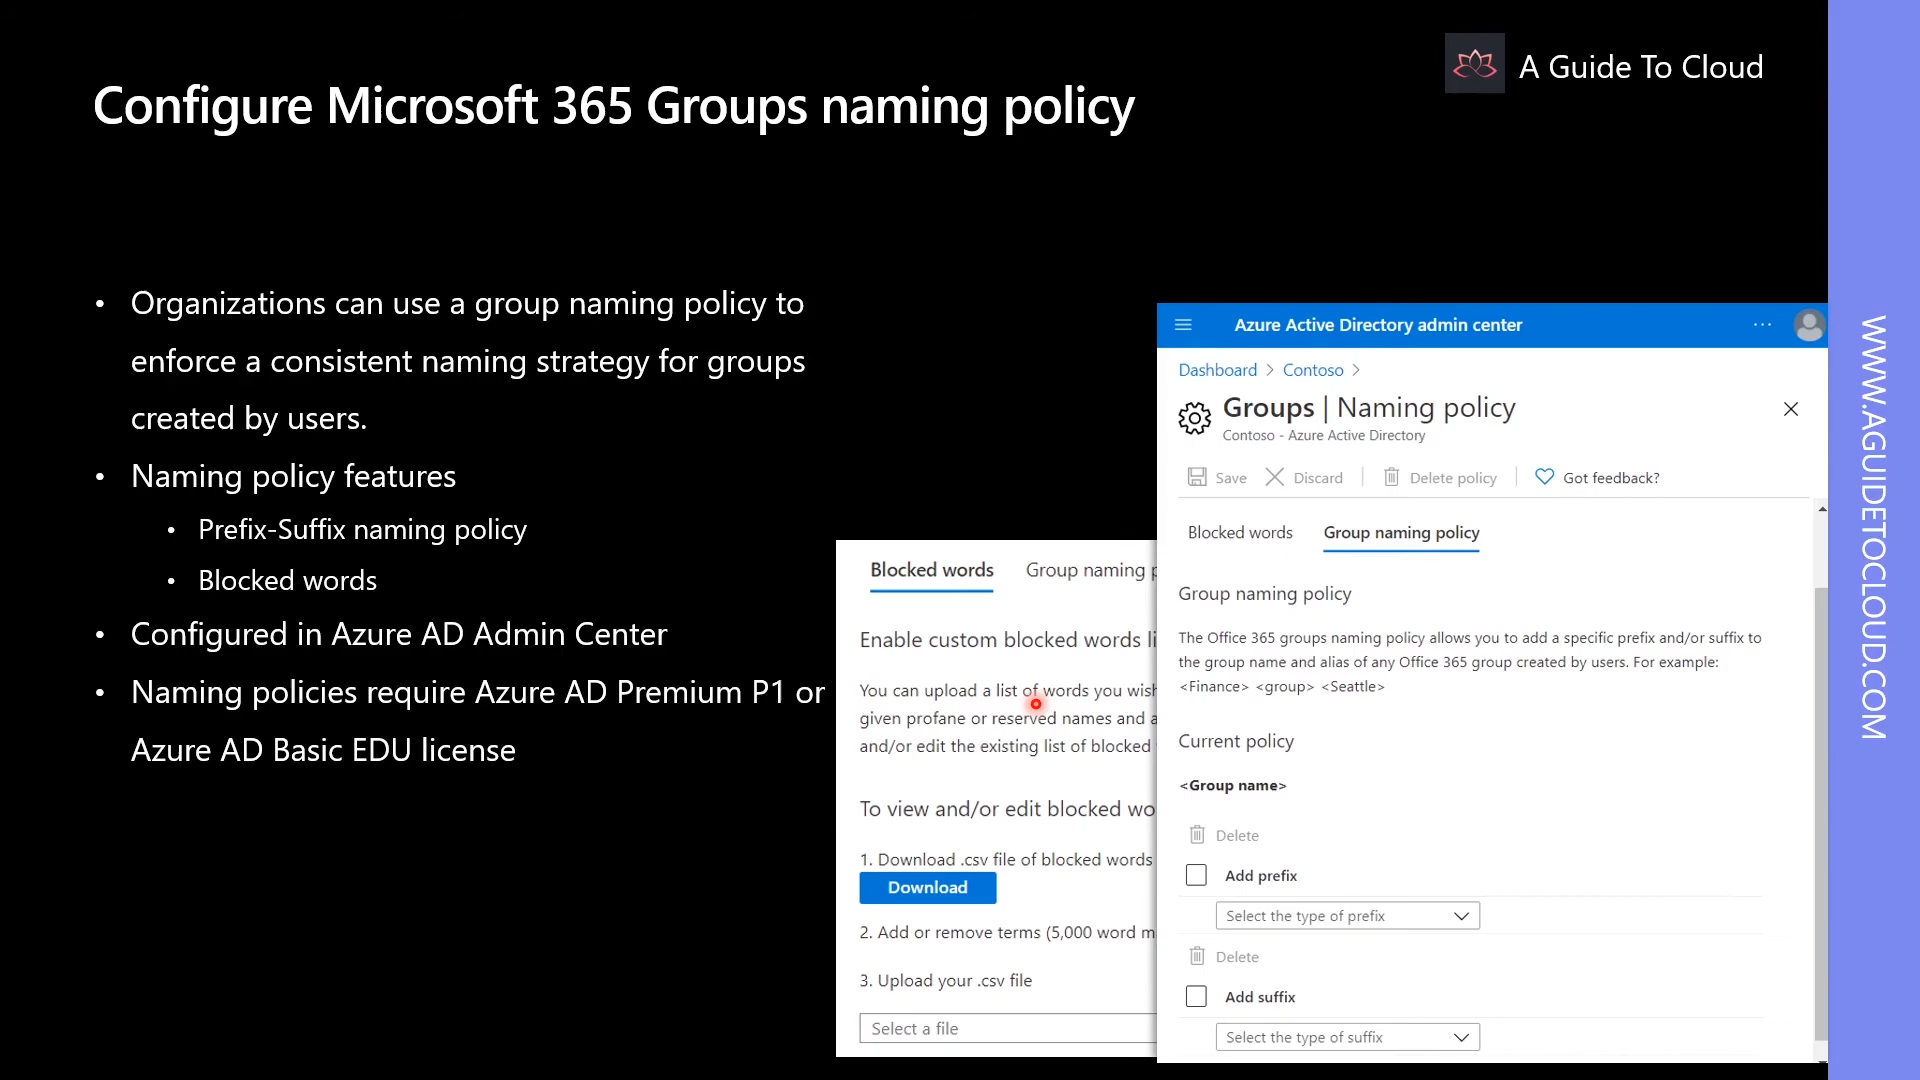 A Guide To Cloud
Configure Microsoft 365 Groups naming policy
• Organizations can use a group naming policy to
enforce a consistent naming strategy for groups
created by users.
• Naming policy features
• Prefix-Suffix naming policy
• Blocked words
• Configured in Azure AD Admin Center
• Naming policies require Azure AD Premium P1 or
Azure AD Basic EDU license
Blocked words Group naming p
Enable custom blocked words li
You can upload a list of words you wish
given profane or reserved names and a
and/or edit the existing list of blocked
To view and/or edit blocked wo
1. Download .csv file of blocked words
Download
2. Add or remove terms (5,000 word m
3. Upload your .csv file
Select a file
Azure Active Directory admin center ···
Dashboard > Contoso >
Groups | Naming policy
Contoso - Azure Active Directory
Save Discard Delete policy Got feedback?
Blocked words Group naming policy
Group naming policy
The Office 365 groups naming policy allows you to add a specific prefix and/or suffix to
the group name and alias of any Office 365 group created by users. For example:
<Finance> <group> <Seattle>
Current policy
<Group name>
Delete
Add prefix
Select the type of prefix
Delete
Add suffix
Select the type of suffix
WWW.AGUIDETOCLOUD.COM